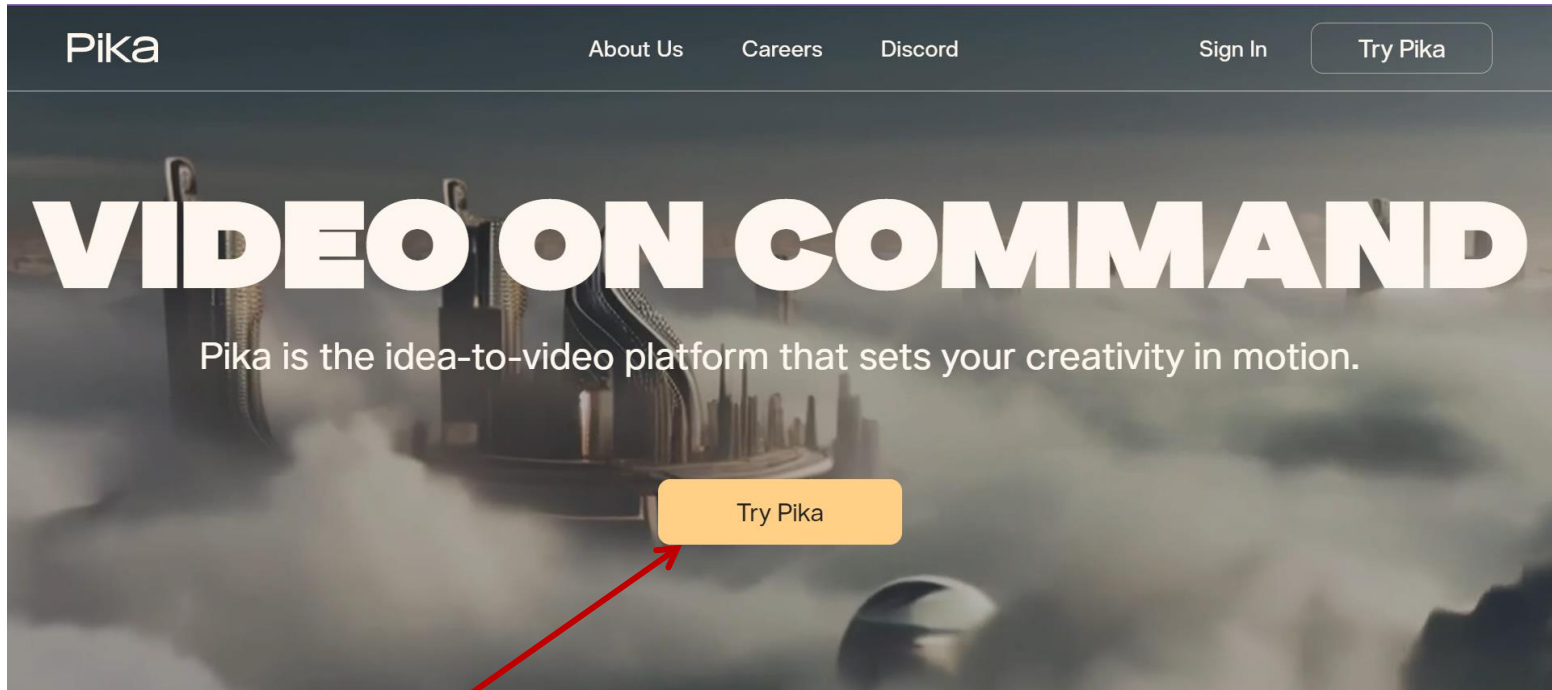 Pika
About Us Careers Discord
Sign In Try Pika
VIDEO ON COMMAND
Pika is the idea-to-video platform that sets your creativity in motion.
Try Pika